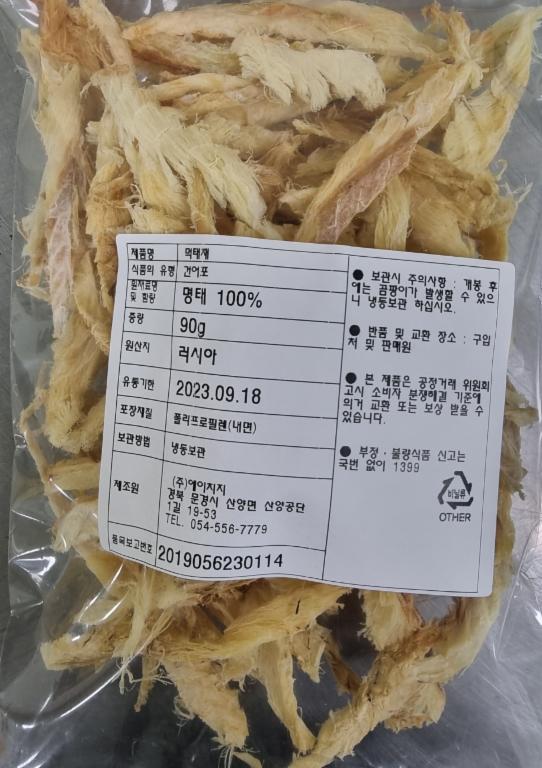 제품명 먹태채
식품의 유형 건어포
원재료명
및 함량
명태 100%
중량 90g
원산지 러시아
유통기한 2023.09.18
포장재질 폴리프로필렌(내면)
보관방법 냉동보관
제조원
(주)에이치지
경북 문경시 산양면 산양공단
1길 19-53
TEL. 054-556-7779
품목보고번호 2019056230114
● 보관시 주의사항 : 개봉 후
에는 곰팡이가 발생할 수 있으
니 냉동보관 하십시오.
● 반품 및 교환 장소 : 구입
처 및 판매원
● 본 제품은 공정거래 위원회
고시 소비자 분쟁해결 기준에
의거 교환 또는 보상 받을 수
있습니다.
● 부정·불량식품 신고는
국번 없이 1399
비닐류
OTHER